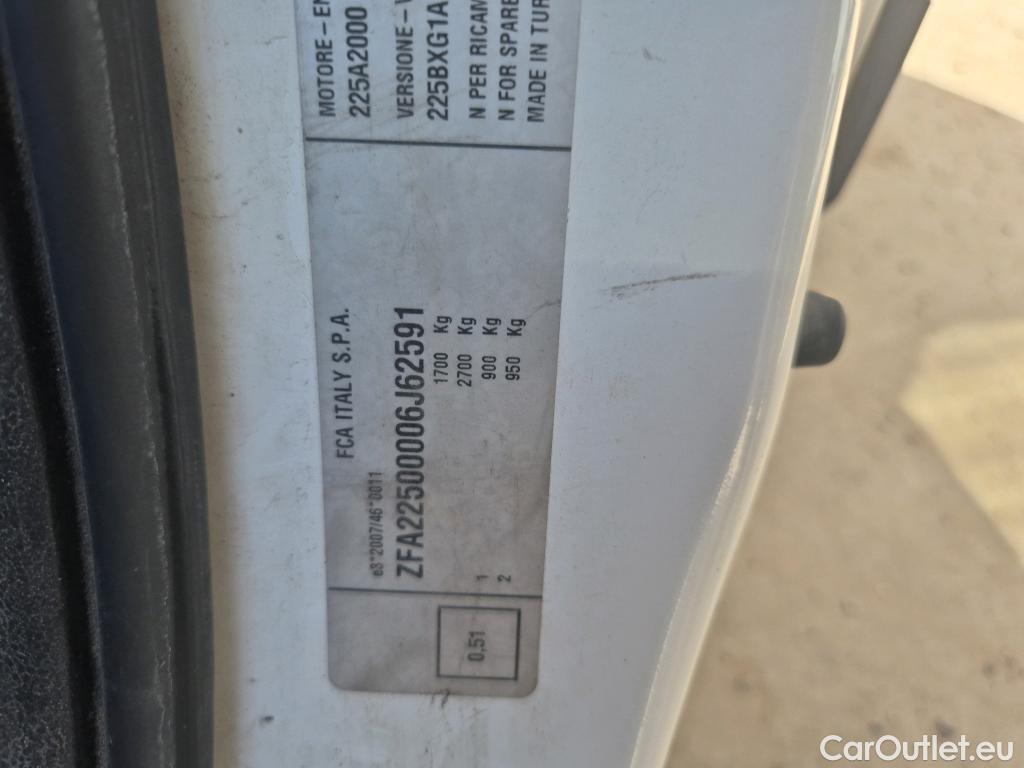 FCA ITALY S.P.A.
e3*2007/46*0011
ZFA22500006J62591
1700 Kg
2700 Kg
1 900 Kg
2 950 Kg
0,51
MOTORE-EN
225A2000
VERSIONE-V
225BXG1A
N PER RICAM
N FOR SPARE
MADE IN TUR
CarOutlet.eu